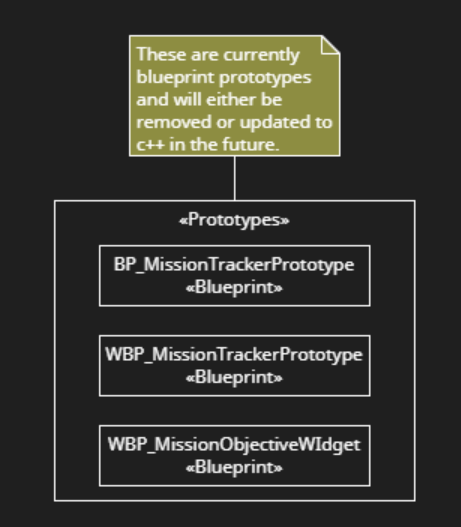 These are currently
blueprint prototypes
and will either be
removed or updated to
c++ in the future.
«Prototypes»
BP_MissionTrackerPrototype
«Blueprint»
WBP_MissionTrackerPrototype
«Blueprint»
WBP_MissionObjectiveWIdget
«Blueprint»